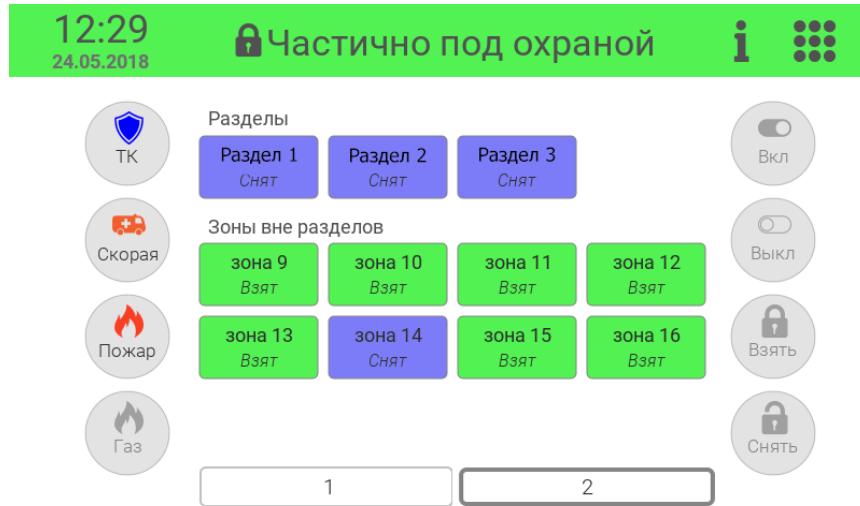 12:29
24.05.2018
Частично под охраной
i
ТК
Скорая
Пожар
Газ
Разделы
Раздел 1
Снят
Раздел 2
Снят
Раздел 3
Снят
Зоны вне разделов
зона 9
Взят
зона 10
Взят
зона 11
Взят
зона 12
Взят
зона 13
Взят
зона 14
Снят
зона 15
Взят
зона 16
Взят
1
2
Вкл
Выкл
Взять
Снять